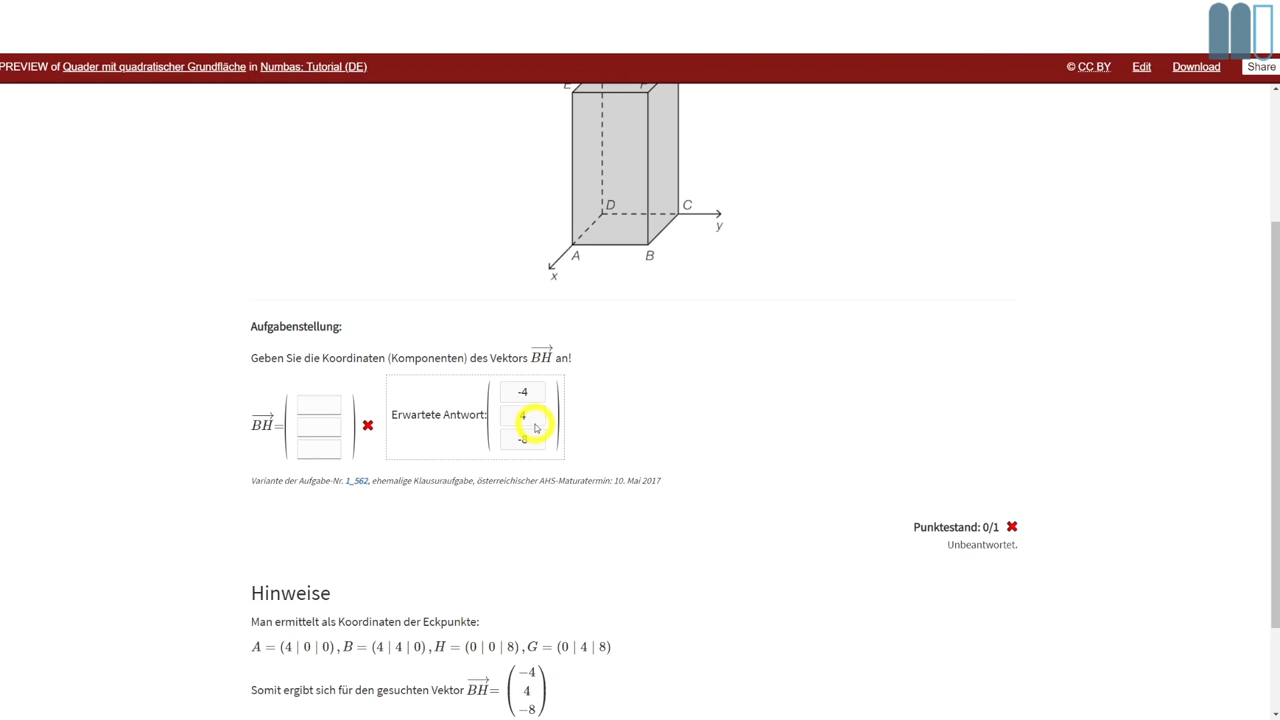 PREVIEW of Quader mit quadratischer Grundfläche in Numbas: Tutorial (DE)
© CC BY Edit Download Share
E F
D C
y
A B
x
Aufgabenstellung:
Geben Sie die Koordinaten (Komponenten) des Vektors BH an!
-4
BH= Erwartete Antwort: 4
-8
Variante der Aufgabe-Nr. 1_562, ehemalige Klausuraufgabe, österreichischer AHS-Maturatermin: 10. Mai 2017
Punktestand: 0/1
Unbeantwortet.
Hinweise
Man ermittelt als Koordinaten der Eckpunkte:
A = (4 | 0 | 0), B = (4 | 4 | 0), H = (0 | 0 | 8), G = (0 | 4 | 8)
−4
Somit ergibt sich für den gesuchten Vektor BH= 4
−8